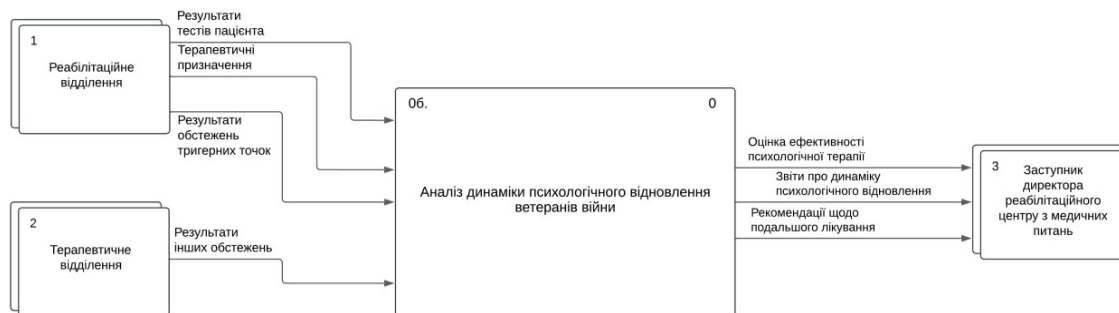 1
Реабілітаційне
відділення
Результати
тестів пацієнта
Терапевтичні
призначення
Результати
обстежень
тригерних точок
2
Терапевтичне
відділення
Результати
інших обстежень
0б.
0
Аналіз динаміки психологічного відновлення
ветеранів війни
Оцінка ефективності
психологічної терапії
Звіти про динаміку
психологічного відновлення
Рекомендації щодо
подальшого лікування
3
Заступник
директора
реабілітаційного
центру з медичних
питань